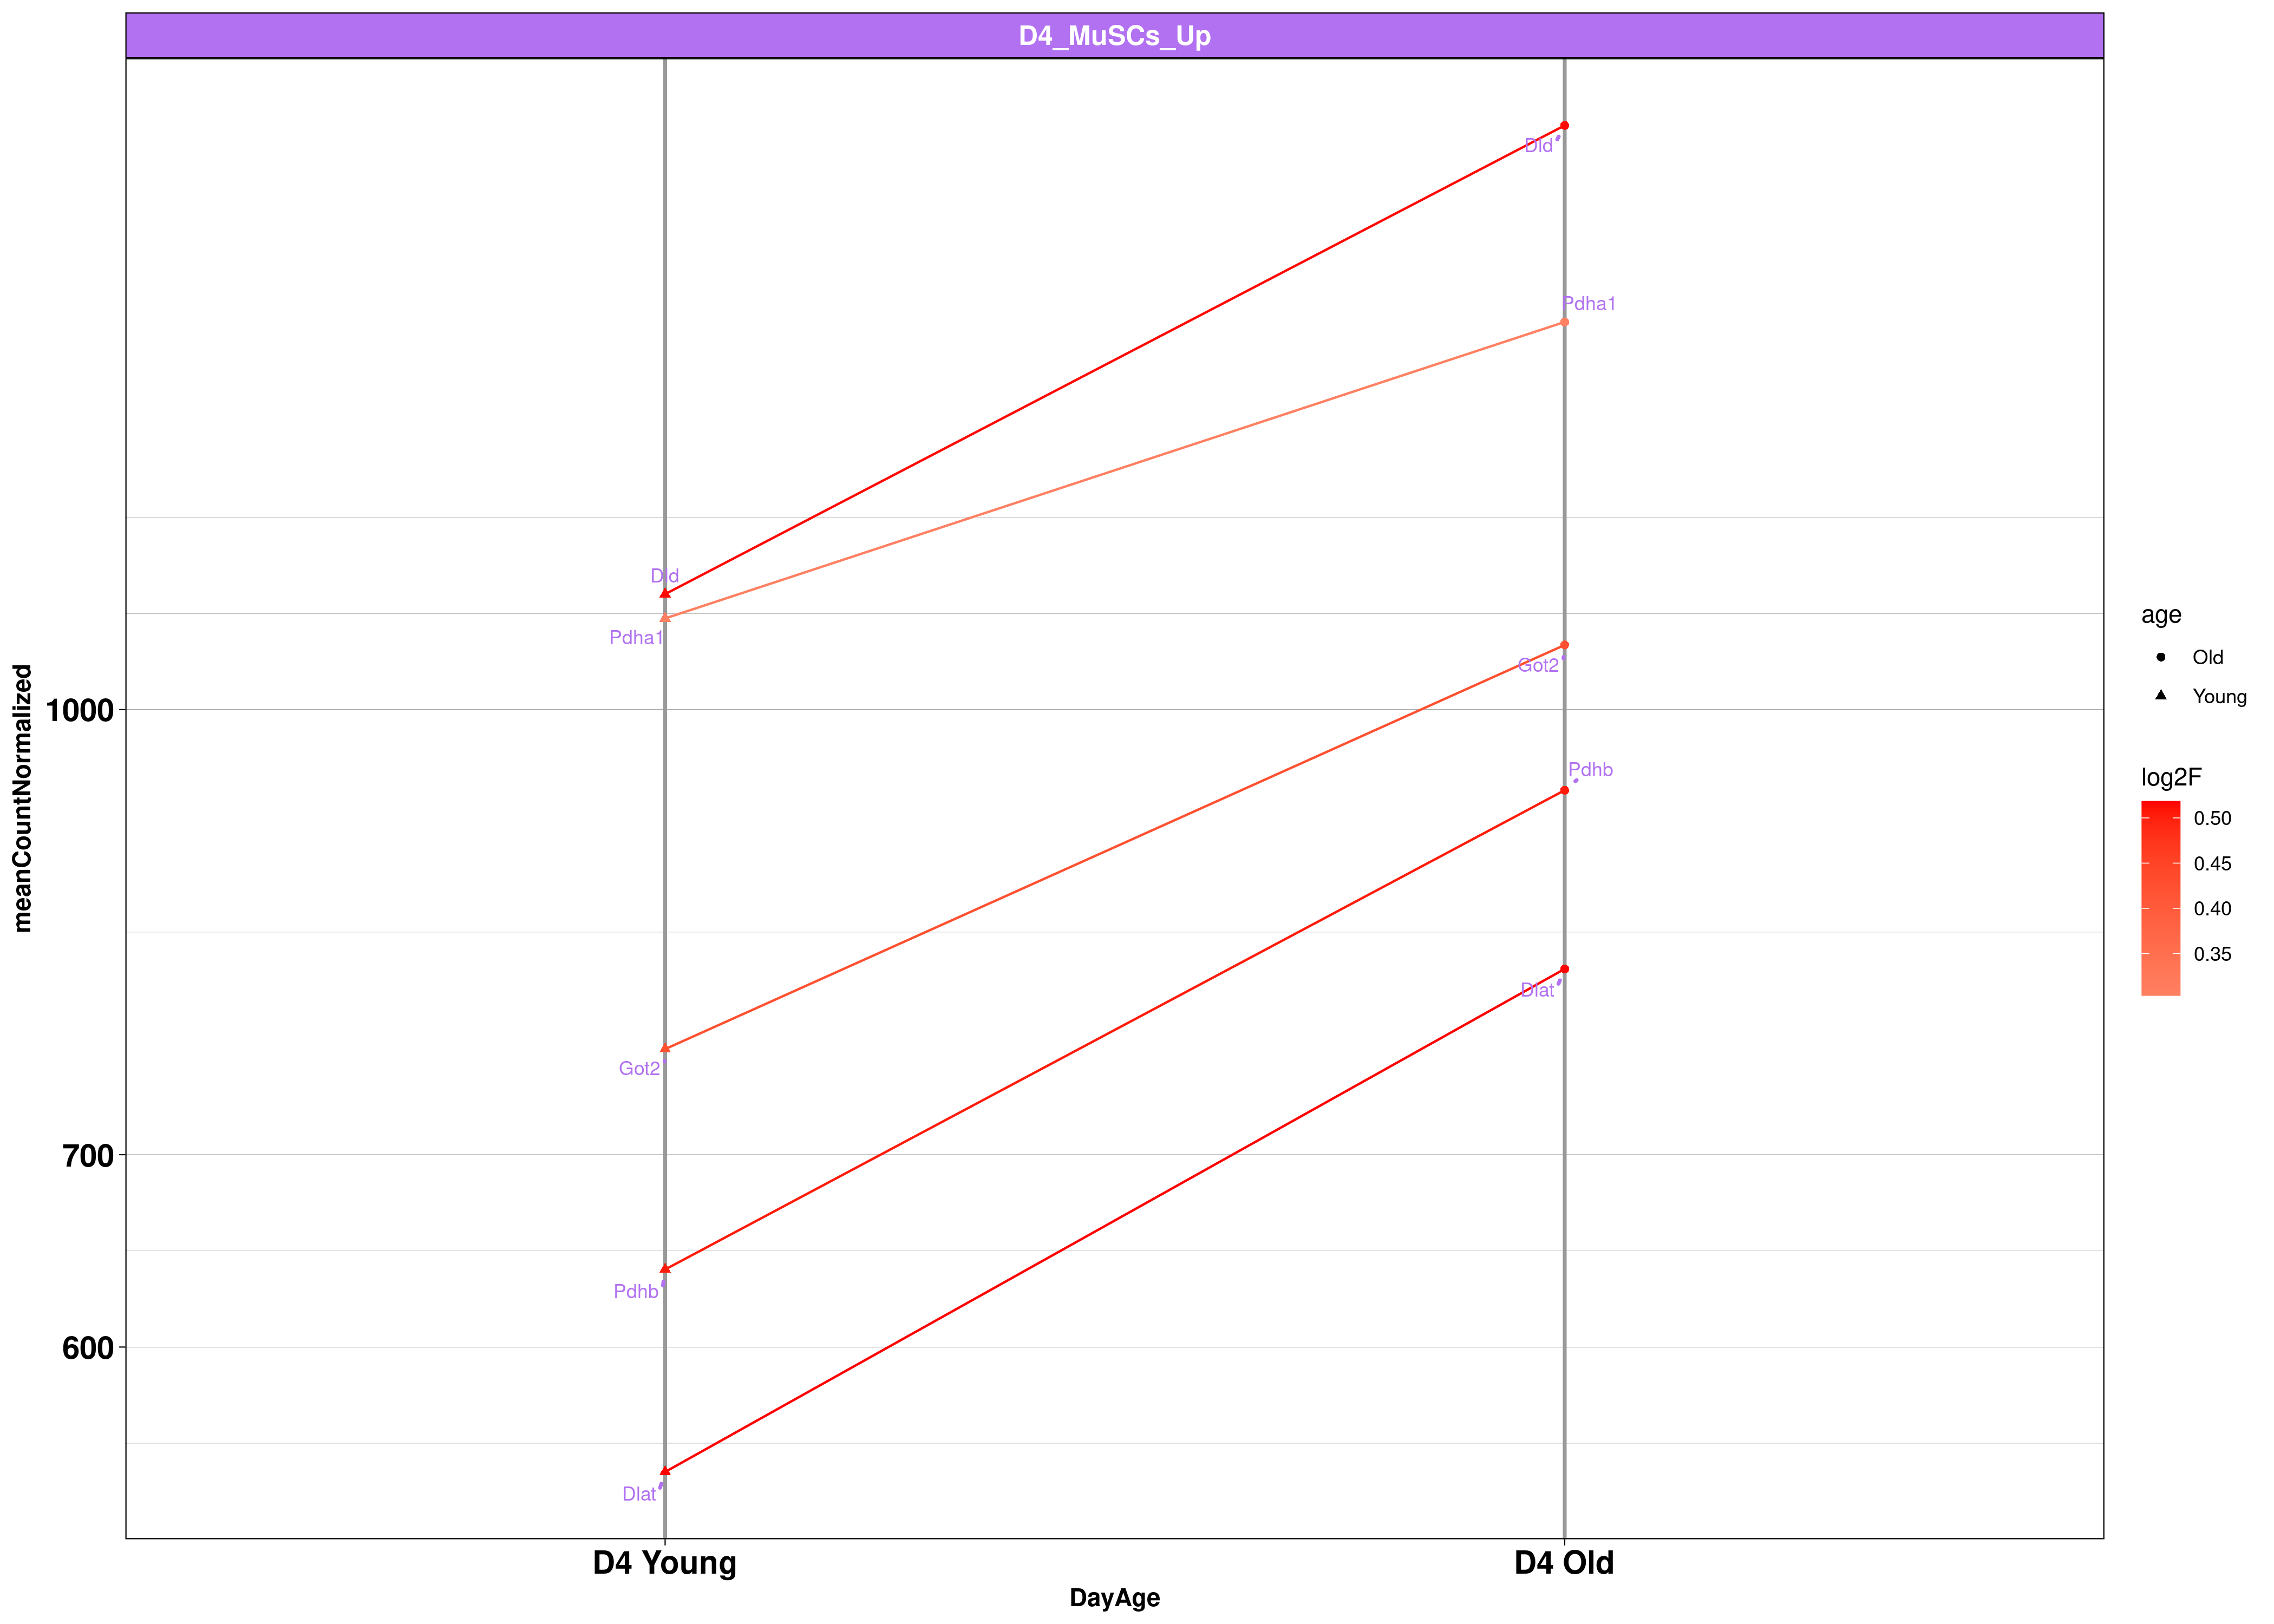 D4_MuSCs_Up
Dld
Pdha1
Dld
Pdha1
Got2
1000
Pdhb
Dlat
Got2
700
Pdhb
600
Dlat
meanCountNormalized
D4 Young
D4 Old
DayAge
age
Old
Young
log2F
0.50
0.45
0.40
0.35